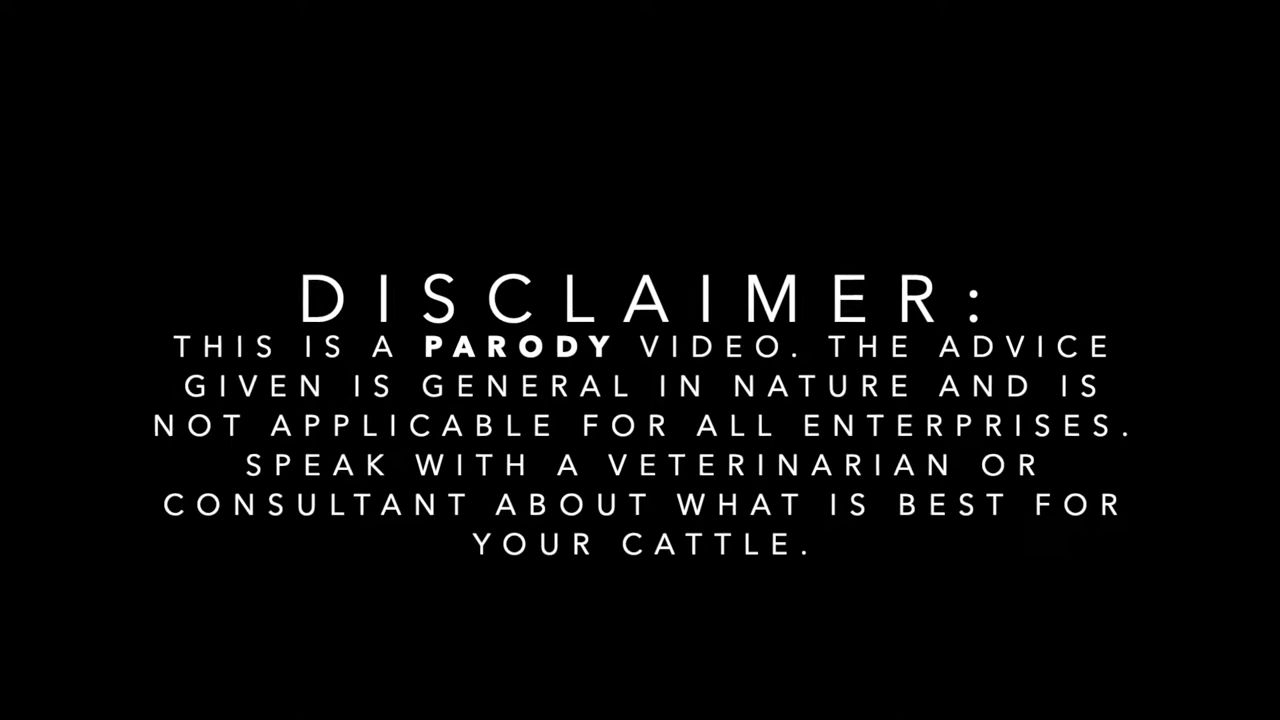 DISCLAIMER:
THIS IS A PARODY VIDEO. THE ADVICE
GIVEN IS GENERAL IN NATURE AND IS
NOT APPLICABLE FOR ALL ENTERPRISES.
SPEAK WITH A VETERINARIAN OR
CONSULTANT ABOUT WHAT IS BEST FOR
YOUR CATTLE.